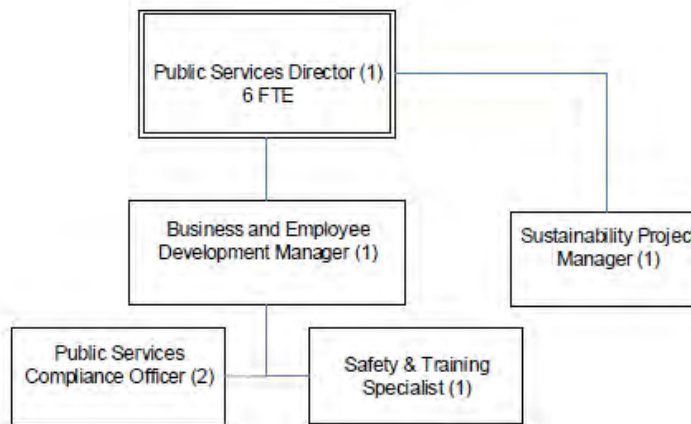 Public Services Director (1)
6 FTE
Business and Employee
Development Manager (1)
Sustainability Project
Manager (1)
Public Services
Compliance Officer (2)
Safety & Training
Specialist (1)